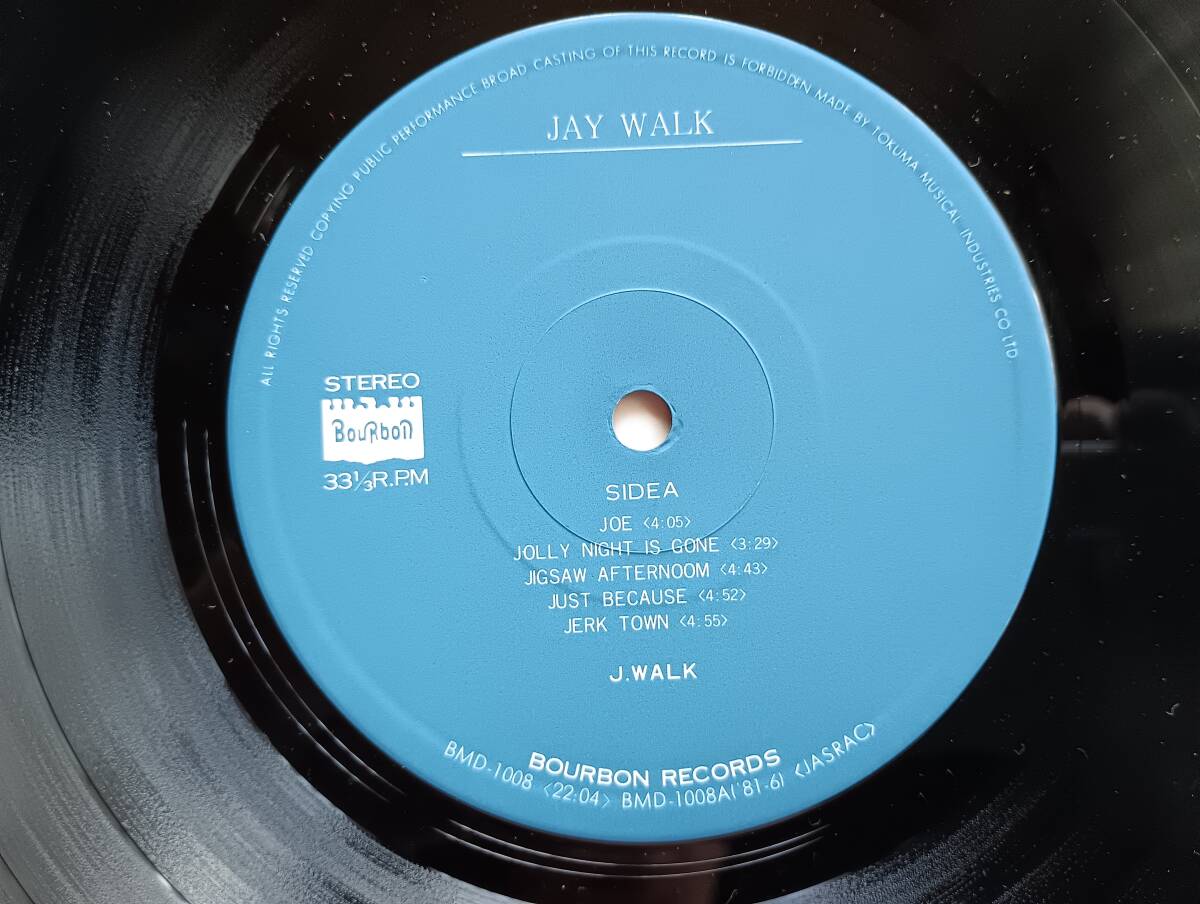 ALL RIGHTS RESERVED COPYING PUBLIC PERFORMANCE BROAD CASTING OF THIS RECORD IS FORBIDDEN MADE BY TOKUMA MUSICAL INDUSTRIES CO LTD
JAY WALK
STEREO
BouRbon
33⅓R.P.M
SIDE A
JOE <4:05>
JOLLY NIGHT IS GONE <3:29>
JIGSAW AFTERNOOM <4:43>
JUST BECAUSE <4:52>
JERK TOWN <4:55>
J.WALK
BOURBON RECORDS
BMD-1008 <22:04> BMD-1008A('81-6) <JASRAC>